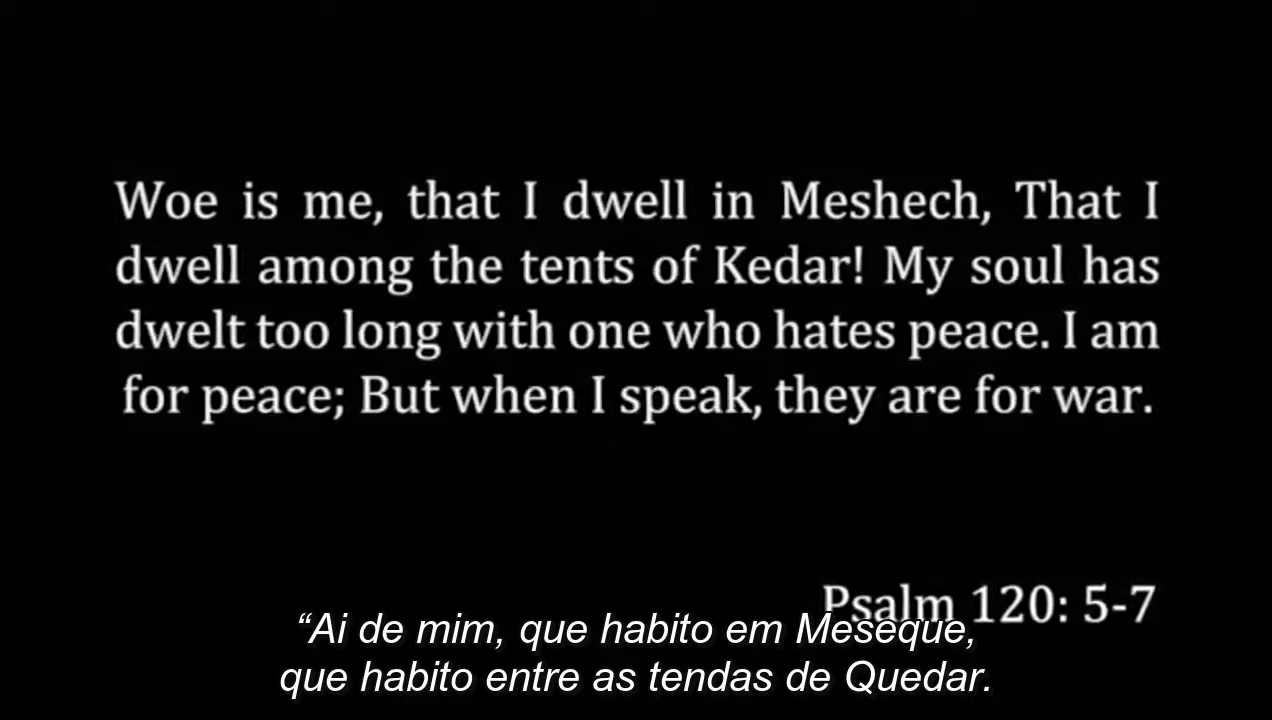 Woe is me, that I dwell in Meshech, That I
dwell among the tents of Kedar! My soul has
dwelt too long with one who hates peace. I am
for peace; But when I speak, they are for war.
Psalm 120: 5-7
“Ai de mim, que habito em Meseque,
que habito entre as tendas de Quedar.